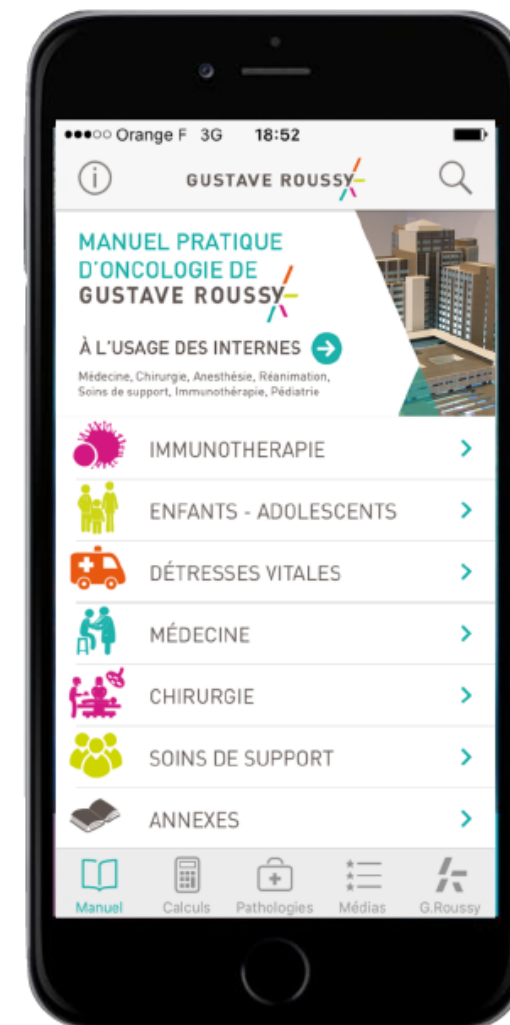 Orange F 3G 18:52
GUSTAVE ROUSSY
MANUEL PRATIQUE
D'ONCOLOGIE DE
GUSTAVE ROUSSY
À L'USAGE DES INTERNES
Médecine, Chirurgie, Anesthésie, Réanimation,
Soins de support, Immunothérapie, Pédiatrie
IMMUNOTHERAPIE
ENFANTS - ADOLESCENTS
DÉTRESSES VITALES
MÉDECINE
CHIRURGIE
SOINS DE SUPPORT
ANNEXES
Manuel Calculs Pathologies Médias G.Roussy